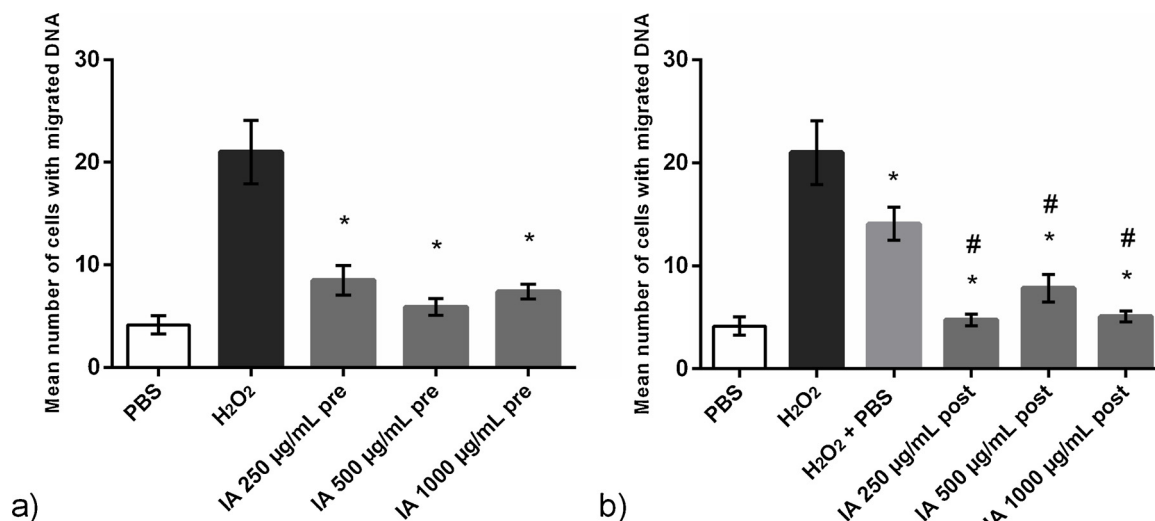 Mean number of cells with migrated DNA
30
20
10
0
*
*
*
PBS
H₂O₂
IA 250 µg/mL pre
IA 500 µg/mL pre
IA 1000 µg/mL pre
a)
Mean number of cells with migrated DNA
30
20
10
0
*
#
*
#
*
#
*
PBS
H₂O₂
H₂O₂ + PBS
IA 250 µg/mL post
IA 500 µg/mL post
IA 1000 µg/mL post
b)